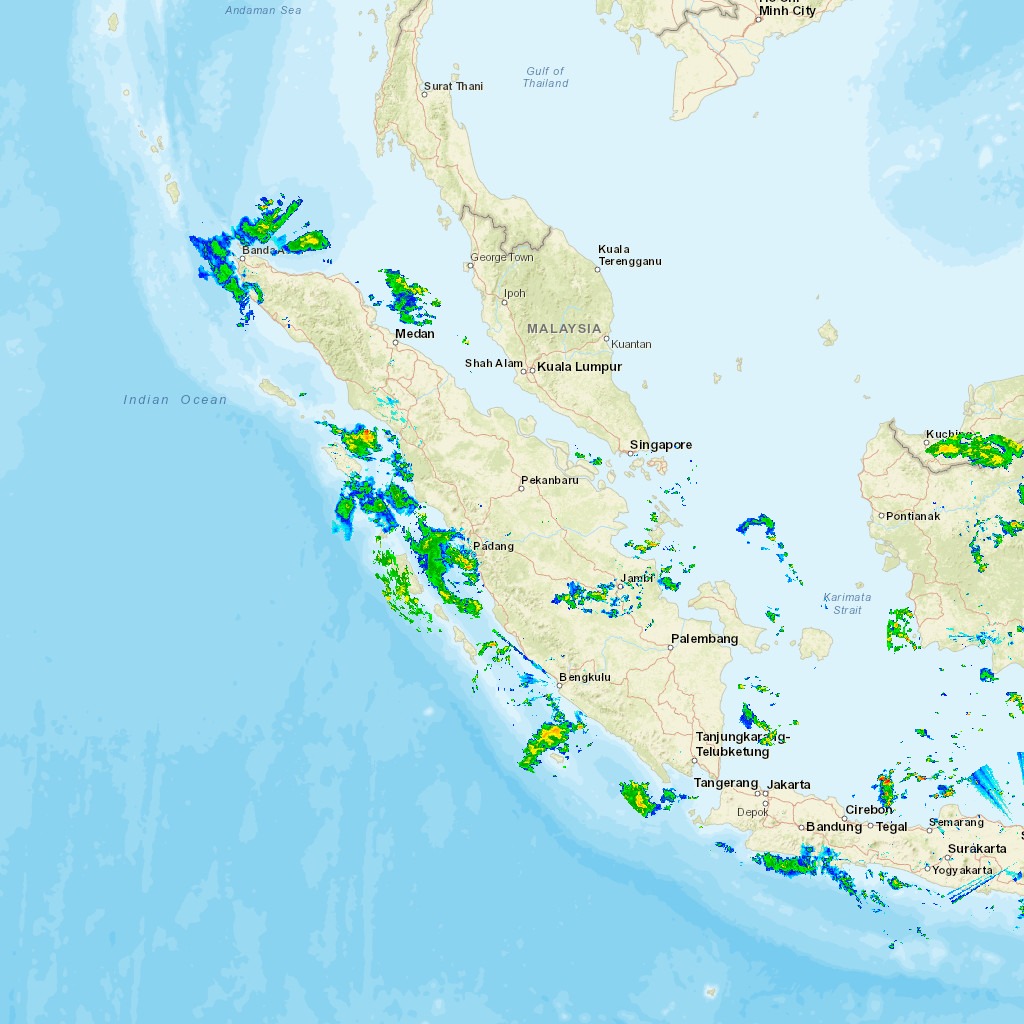 Andaman Sea
Minh City
Gulf of
Thailand
Surat Thani
Banda
George Town
Kuala
Terengganu
Ipoh
MALAYSIA
Medan
Kuantan
Shah Alam
Kuala Lumpur
Indian Ocean
Singapore
Kuching
Pekanbaru
Pontianak
Padang
Jambi
Karimata
Strait
Palembang
Bengkulu
Tanjungkarang-
Telubketung
Tangerang
Jakarta
Depok
Cirebon
Bandung
Tegal
Semarang
Surakarta
Yogyakarta